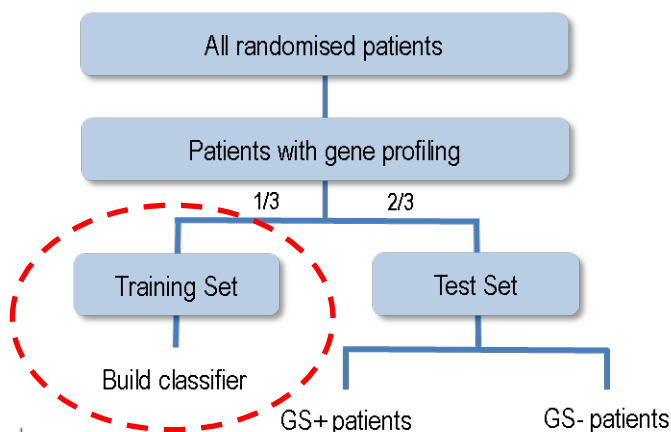 All randomised patients
Patients with gene profiling
1/3
2/3
Training Set
Test Set
Build classifier
GS+ patients
GS- patients